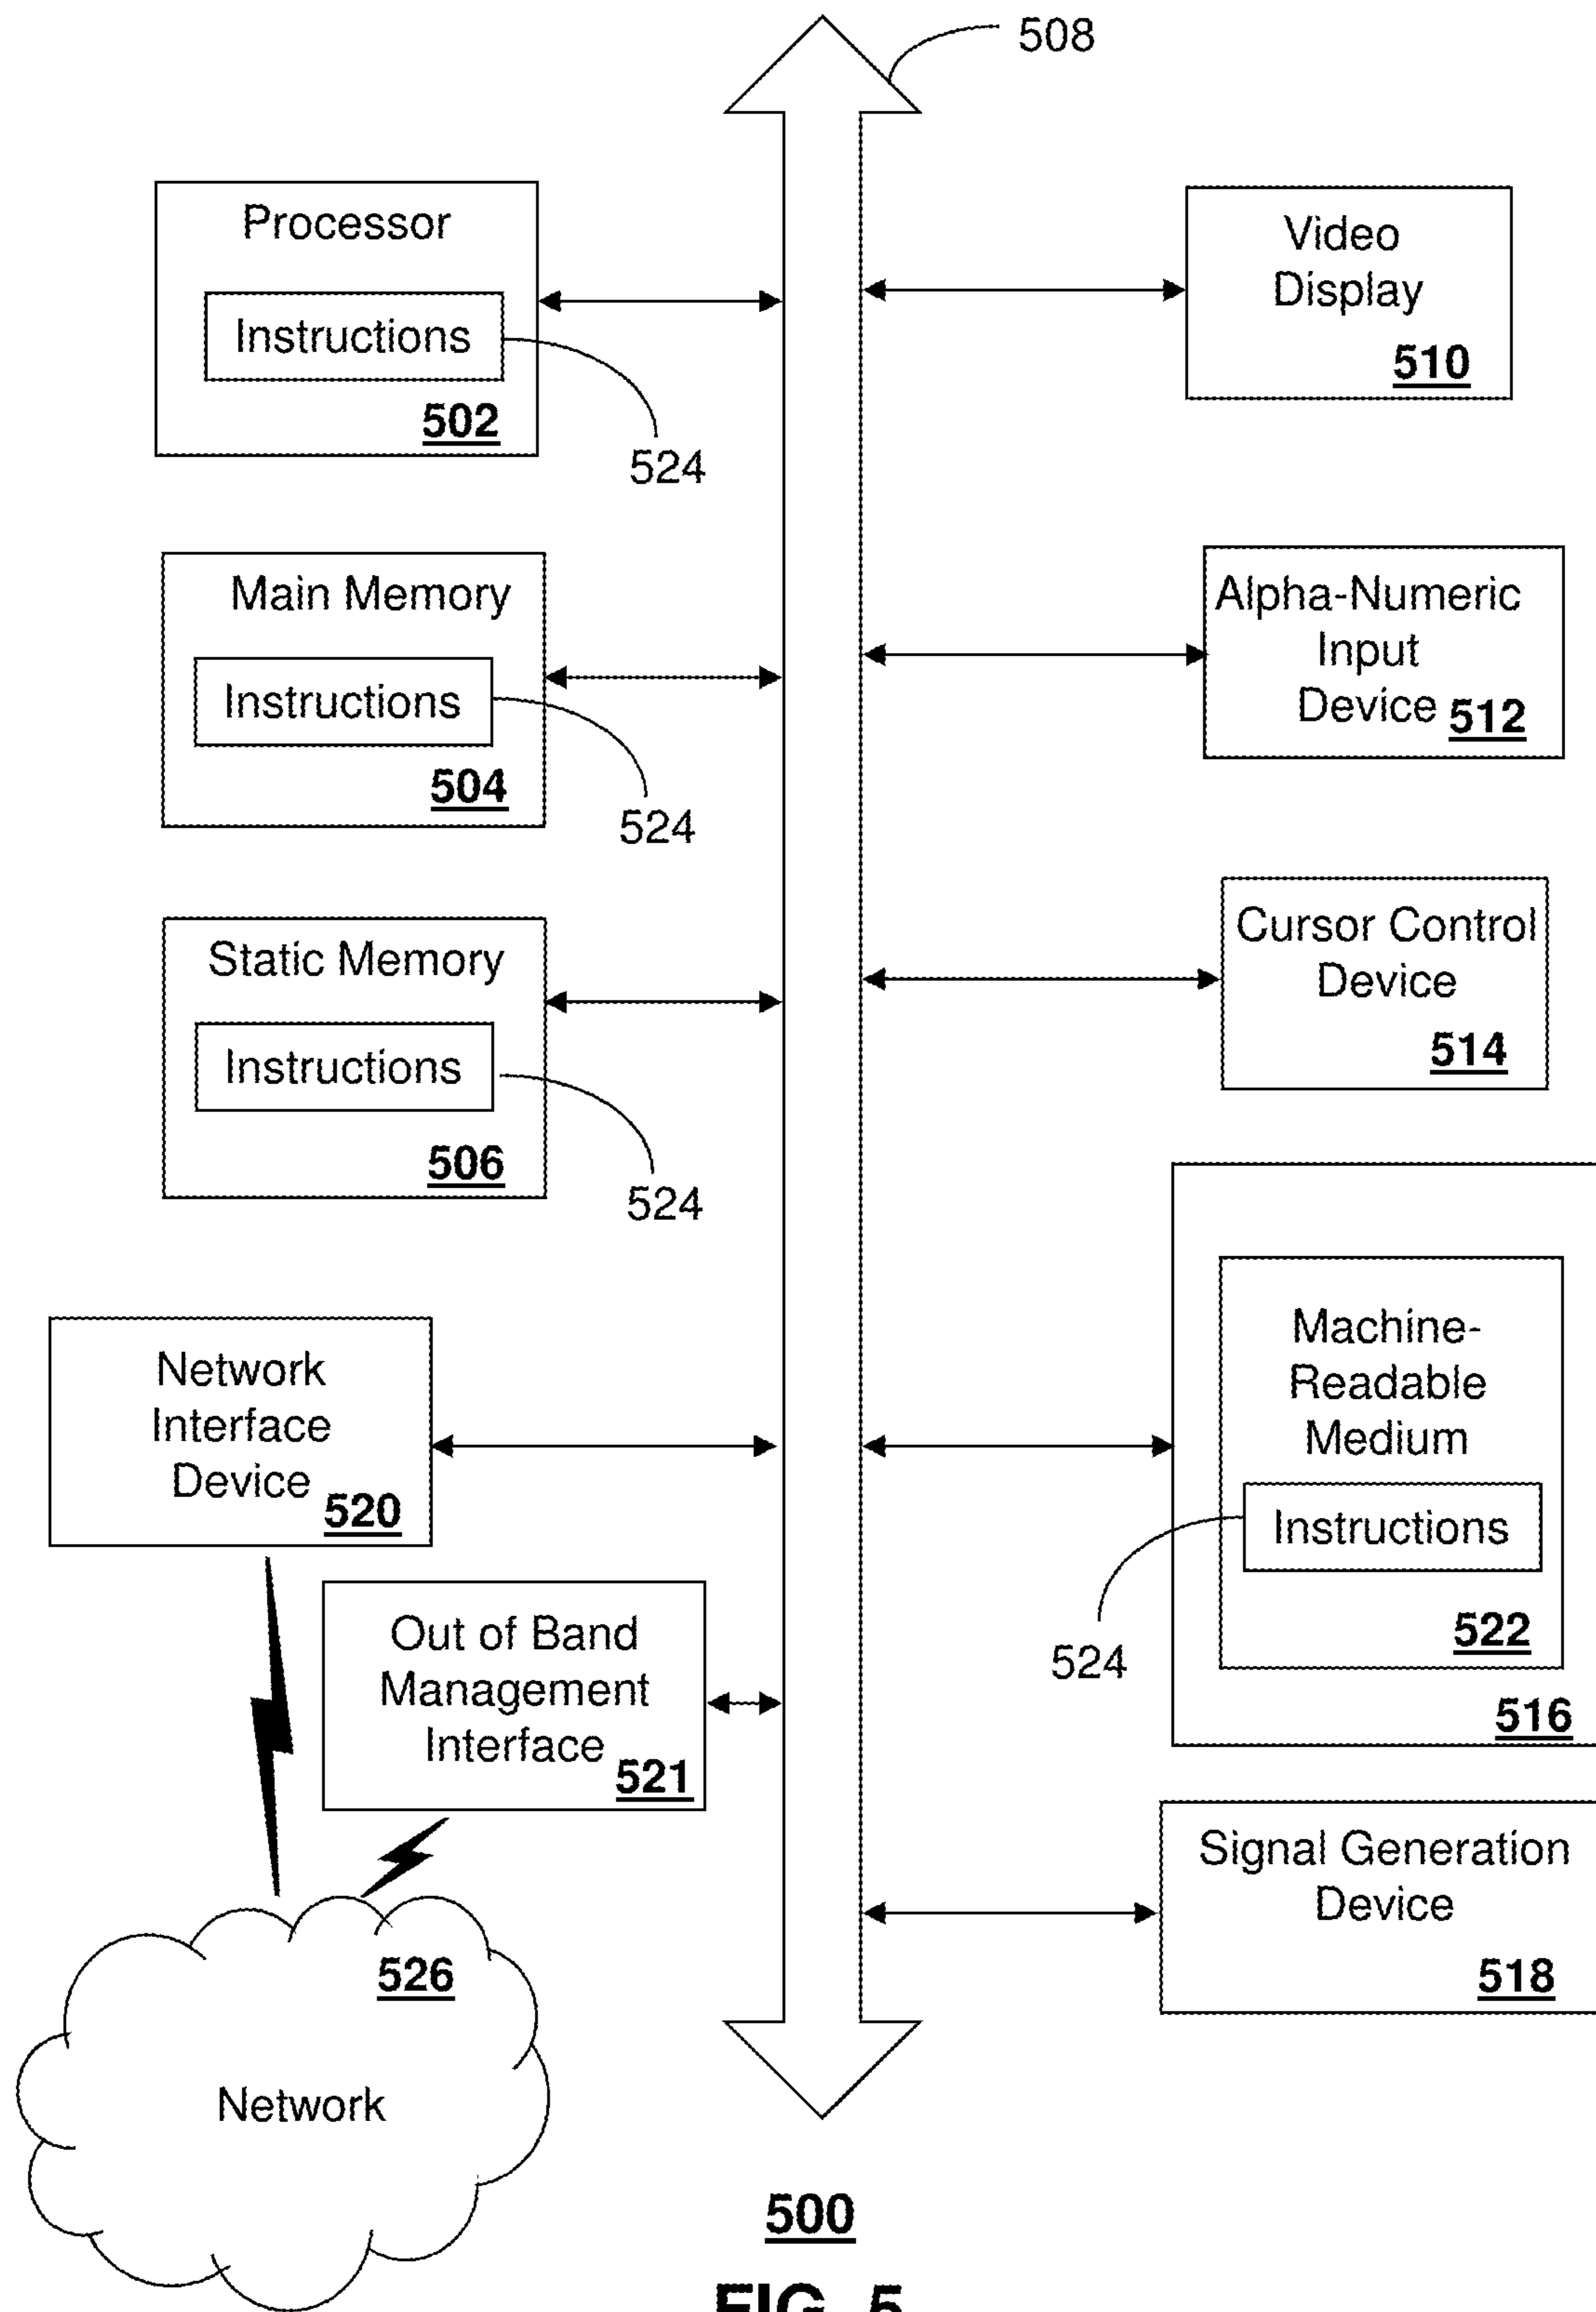 508
Processor
Instructions
502
524
Video
Display
510
Main Memory
Instructions
504
524
Alpha-Numeric
Input
Device 512
Static Memory
Instructions
506
524
Cursor Control
Device
514
Network
Interface
Device 520
Machine-
Readable
Medium
Instructions
524
522
516
Out of Band
Management
Interface 521
Signal Generation
Device
518
526
Network
500
FIG. 5